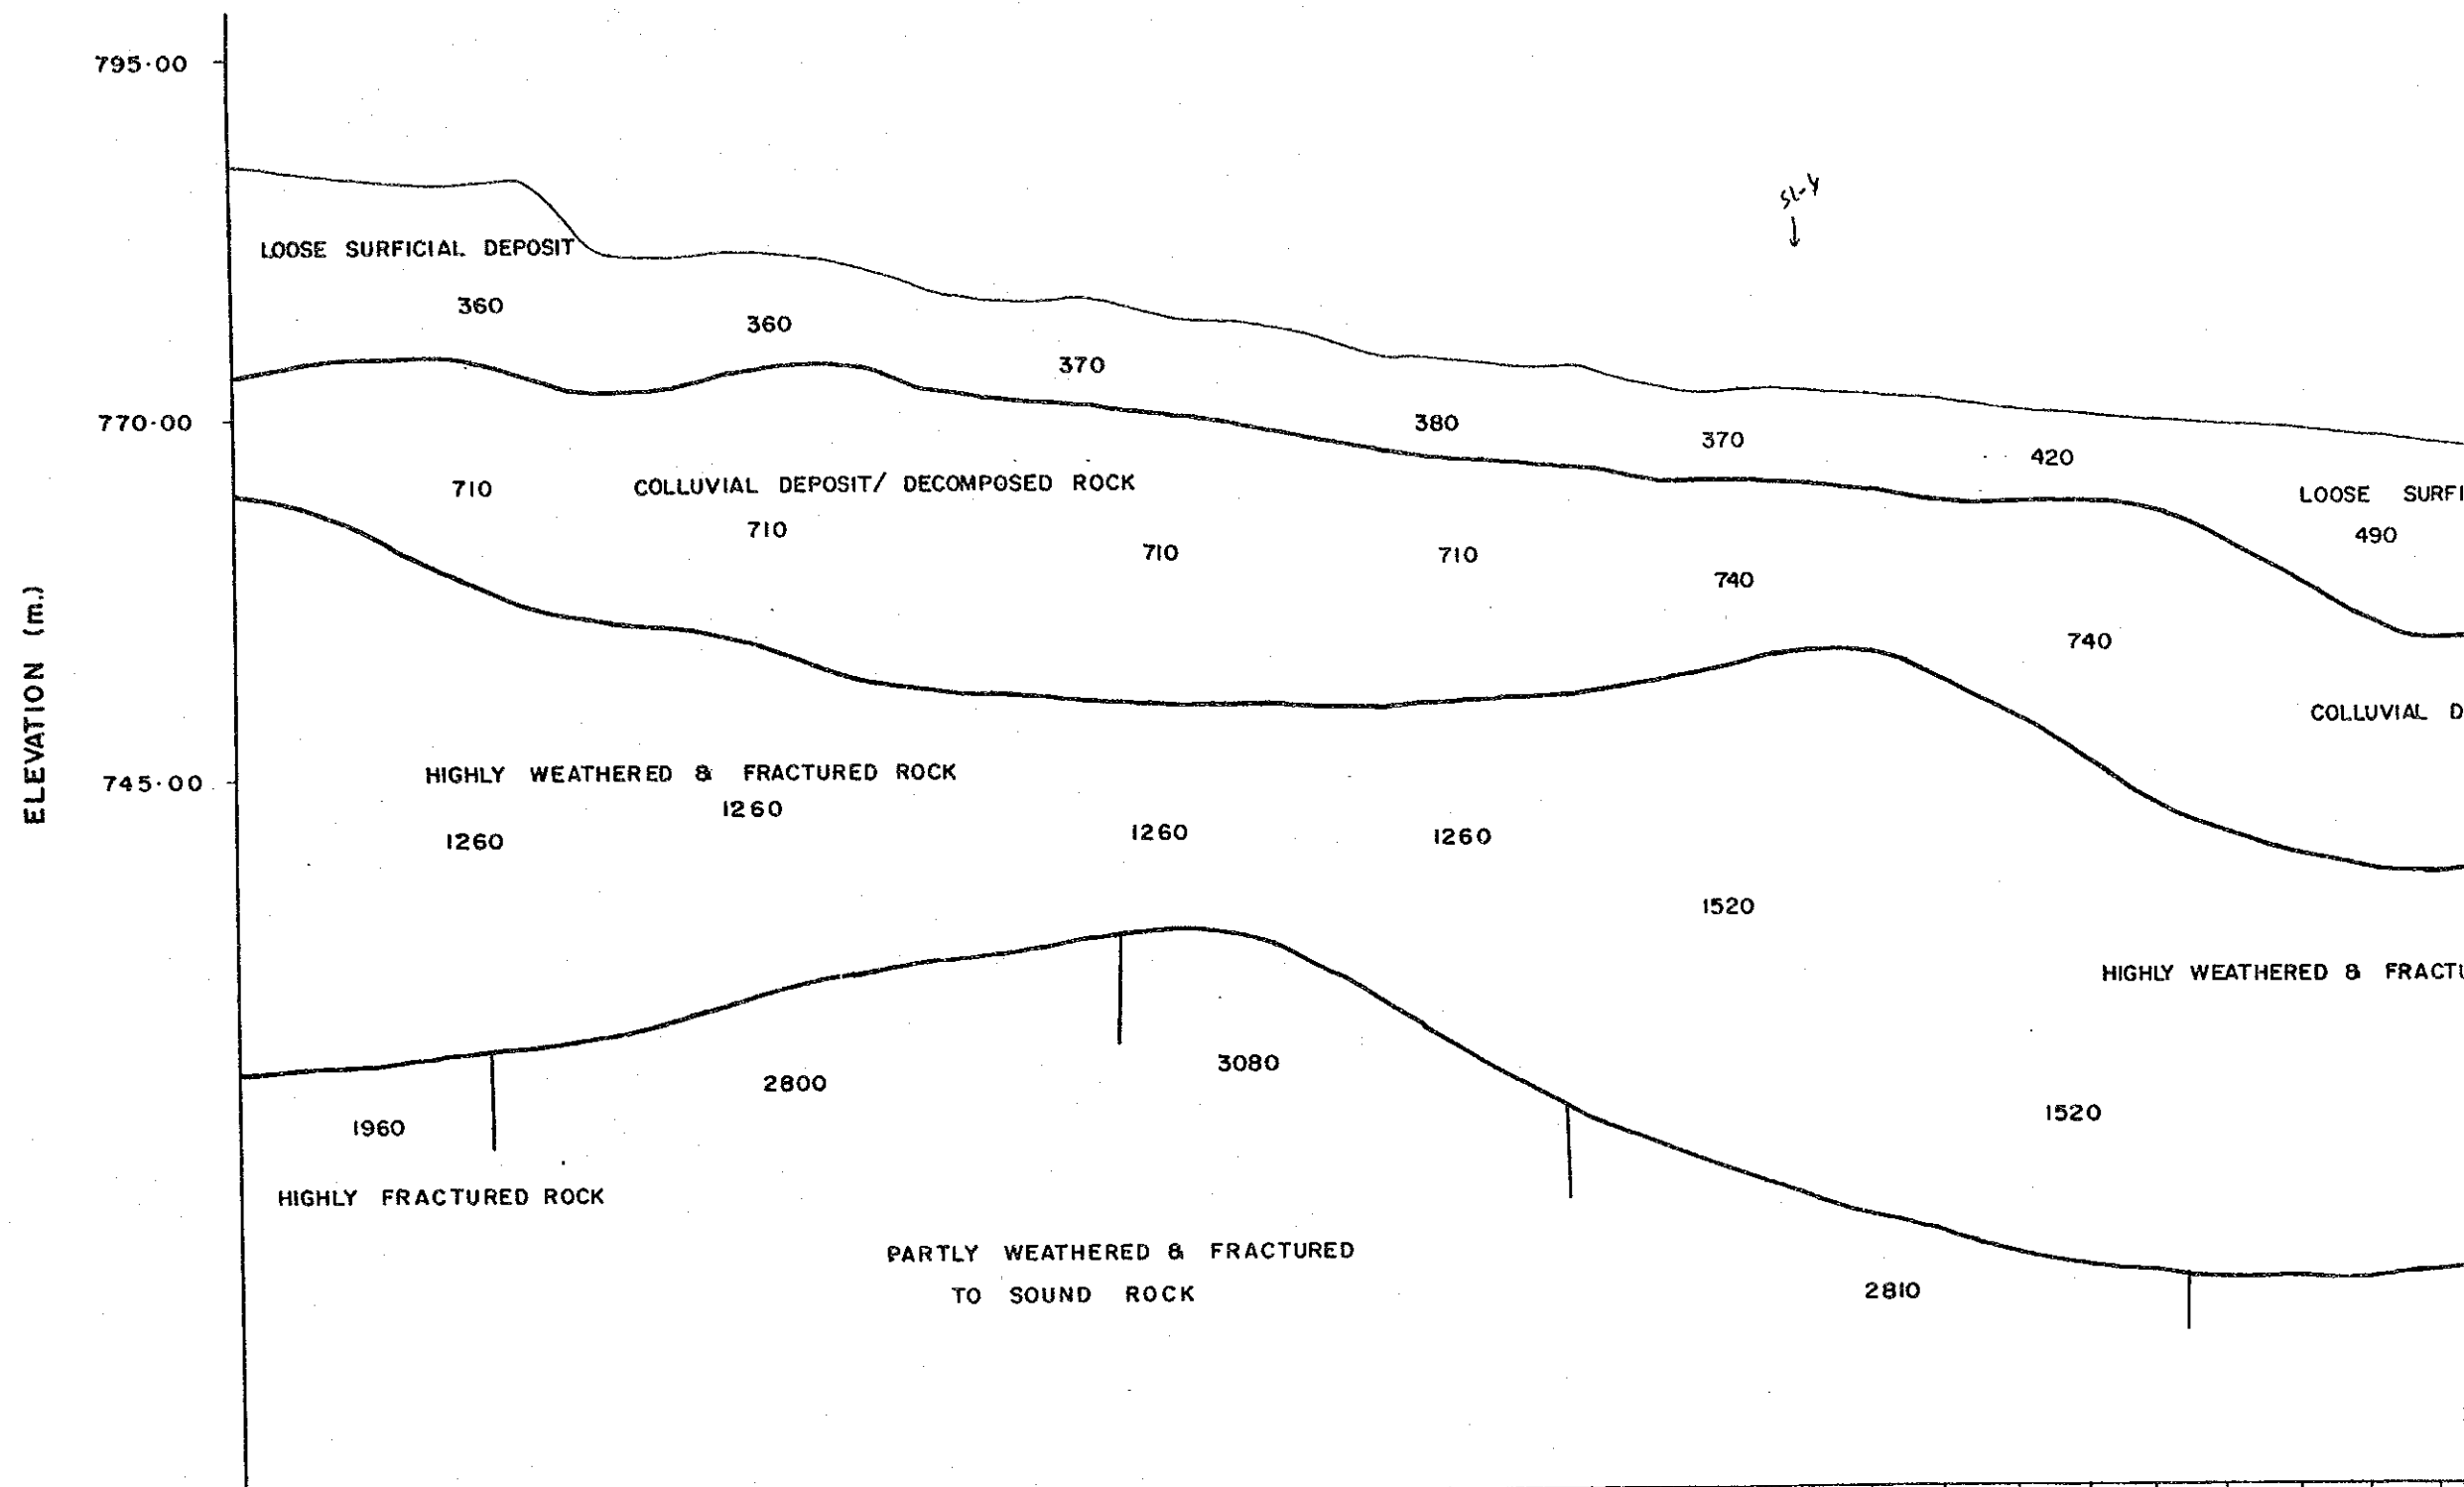 795·00
SL-Y
LOOSE SURFICIAL DEPOSIT
360
360
370
770·00
380
370
420
710
COLLUVIAL DEPOSIT/ DECOMPOSED ROCK
LOOSE SURFI
490
710
710
710
740
740
ELEVATION (m.)
COLLUVIAL D
745·00
HIGHLY WEATHERED & FRACTURED ROCK
1260
1260
1260
1260
1520
HIGHLY WEATHERED & FRACTU
3080
2800
1960
1520
HIGHLY FRACTURED ROCK
PARTLY WEATHERED & FRACTURED
TO SOUND ROCK
2810